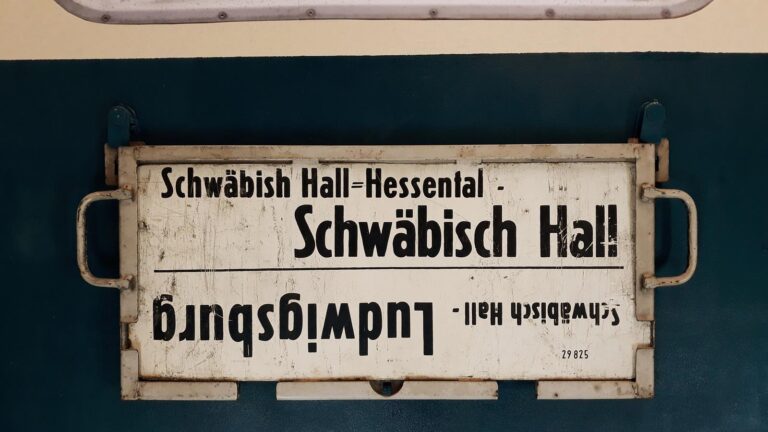 Schwäbish Hall=Hessental -
Schwäbisch Hall
Schwäbisch Hall -
Ludwigsburg
29 825